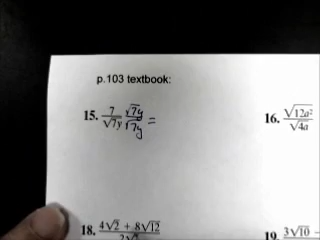 p.103 textbook:
15. 7/√7y √7y/√7y =
16. √12a²/√4a
18. 4√2 + 8√12
19. 3√10 -